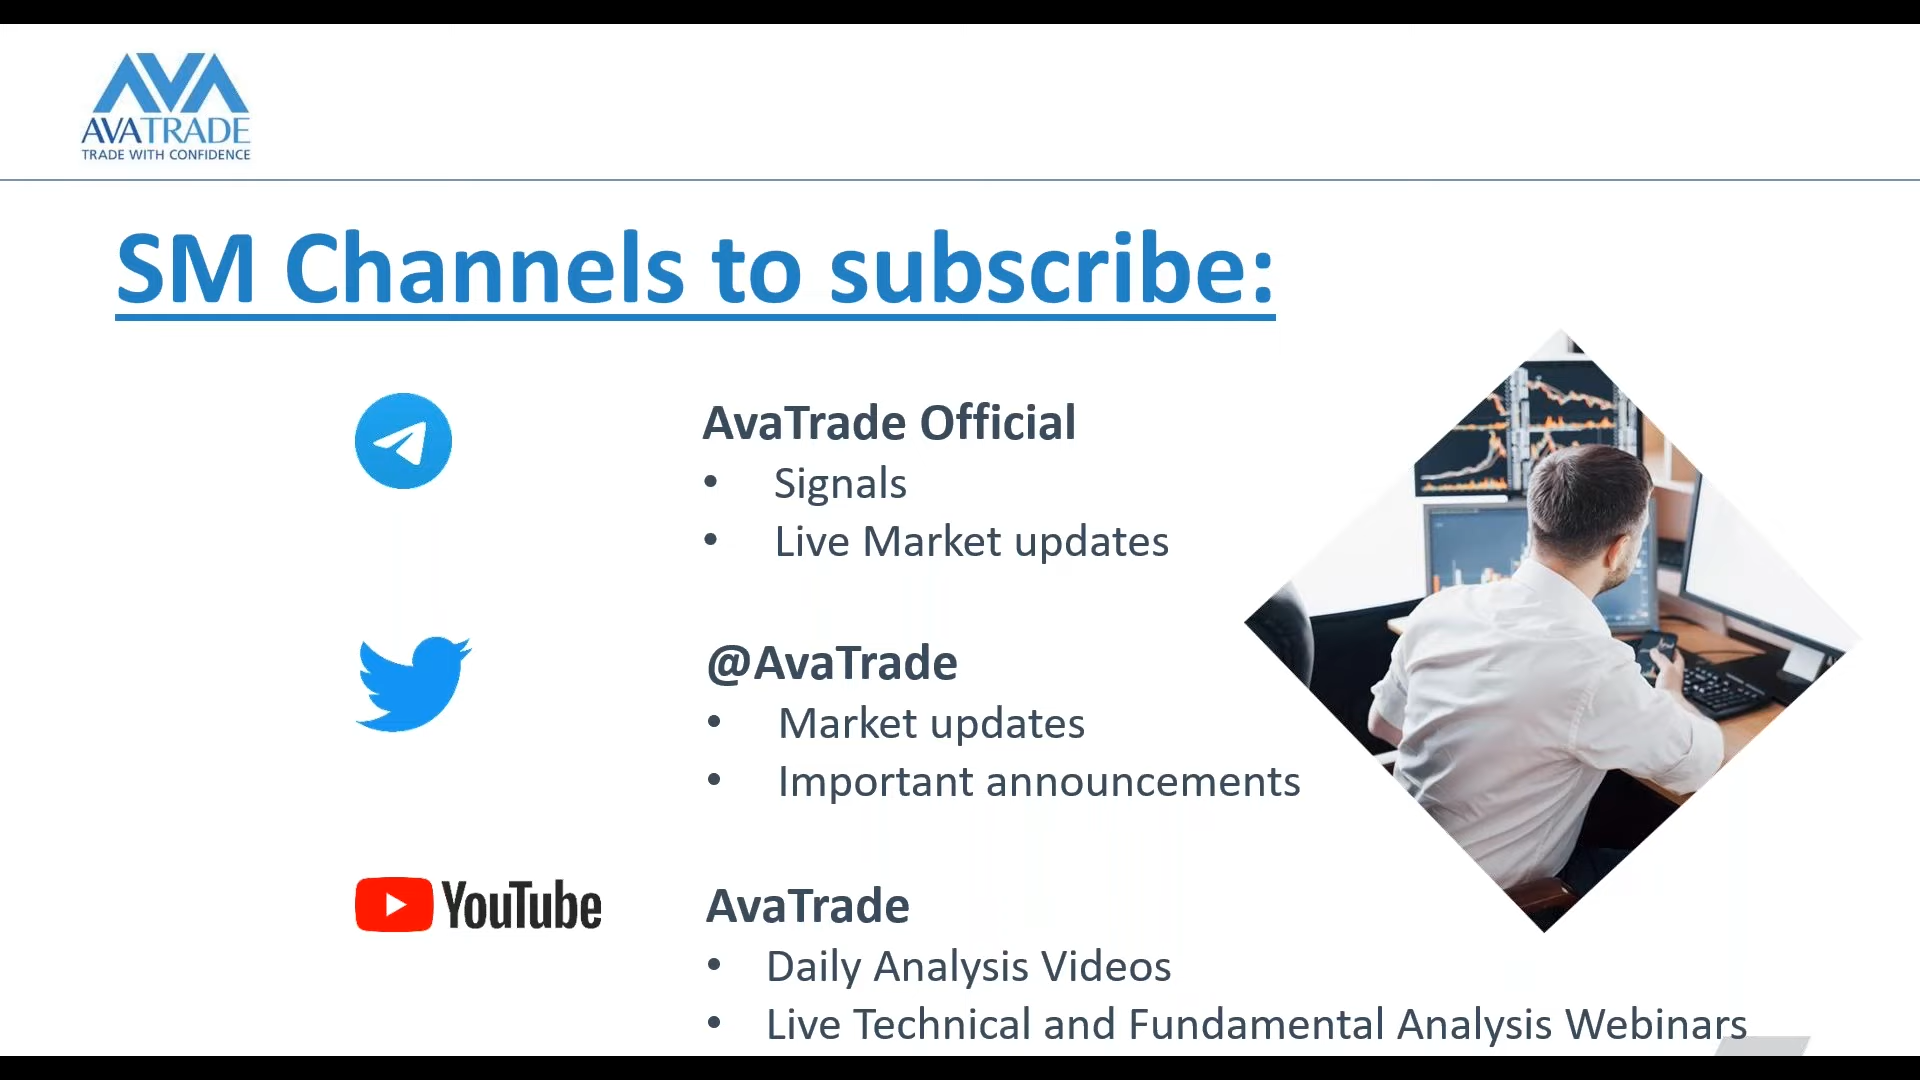 AVA
AVATRADE
TRADE WITH CONFIDENCE
SM Channels to subscribe:
AvaTrade Official
• Signals
• Live Market updates
@AvaTrade
• Market updates
• Important announcements
YouTube
AvaTrade
• Daily Analysis Videos
• Live Technical and Fundamental Analysis Webinars